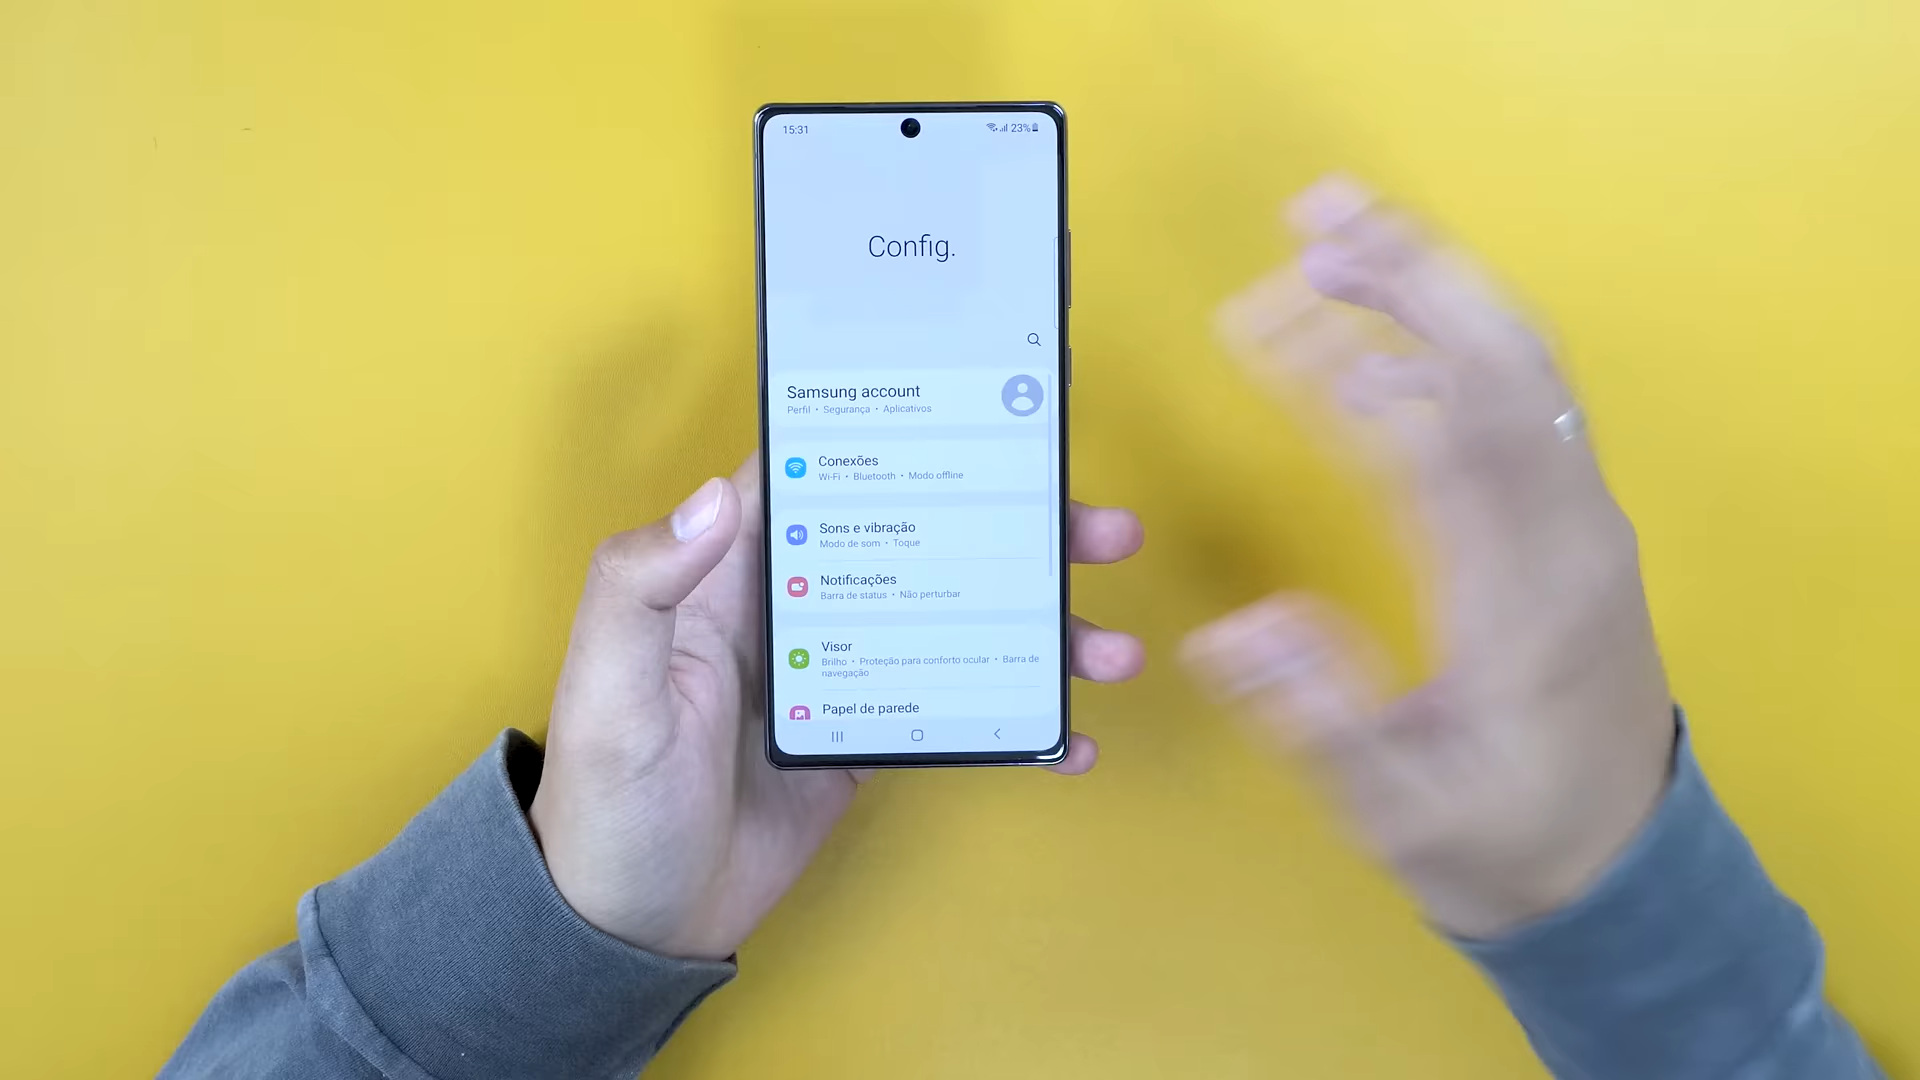 15:31
23%
Config.
Samsung account
Perfil • Segurança • Aplicativos
Conexões
Wi-Fi • Bluetooth • Modo offline
Sons e vibração
Modo de som • Toque
Notificações
Barra de status • Não perturbar
Visor
Brilho • Proteção para conforto ocular • Barra de
navegação
Papel de parede